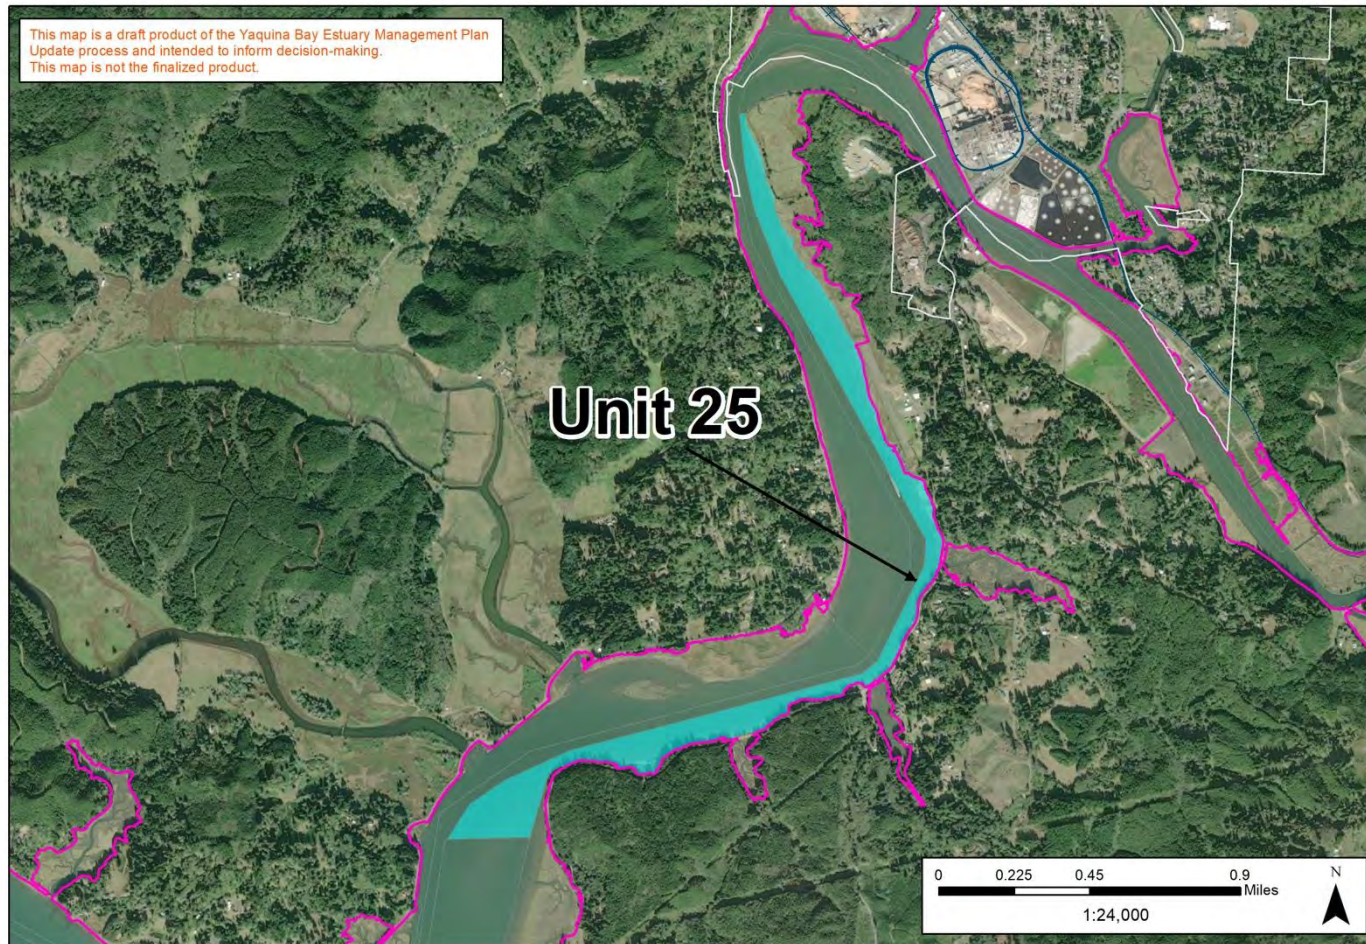 This map is a draft product of the Yaquina Bay Estuary Management Plan
Update process and intended to inform decision-making.
This map is not the finalized product.
Unit 25
0 0.225 0.45 0.9
Miles
1:24,000
N